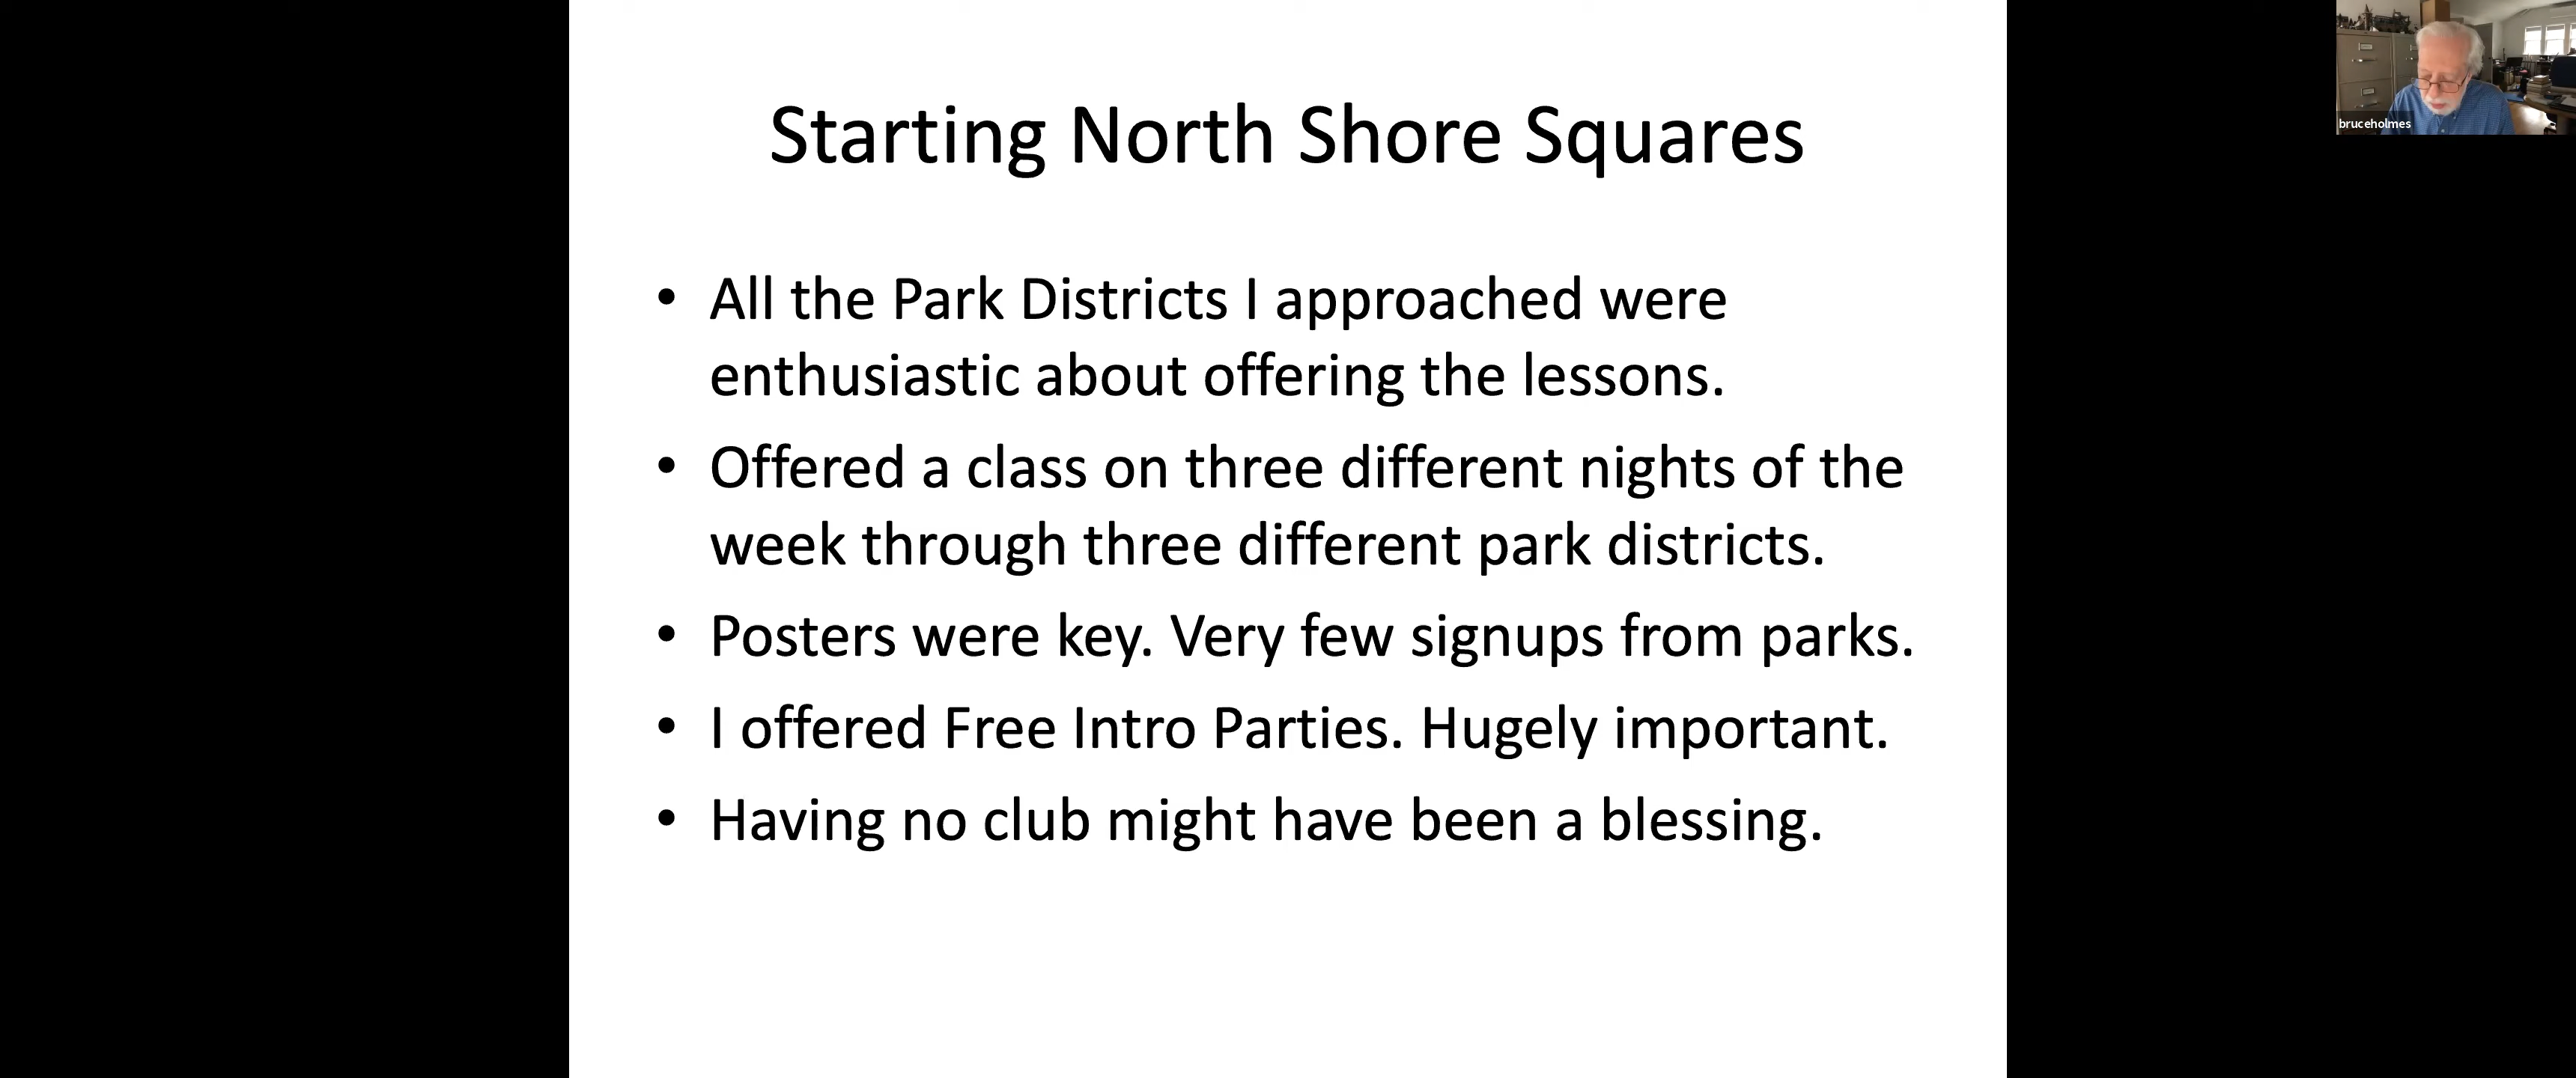 Starting North Shore Squares
bruceholmes
• All the Park Districts I approached were
enthusiastic about offering the lessons.
• Offered a class on three different nights of the
week through three different park districts.
• Posters were key. Very few signups from parks.
• I offered Free Intro Parties. Hugely important.
• Having no club might have been a blessing.